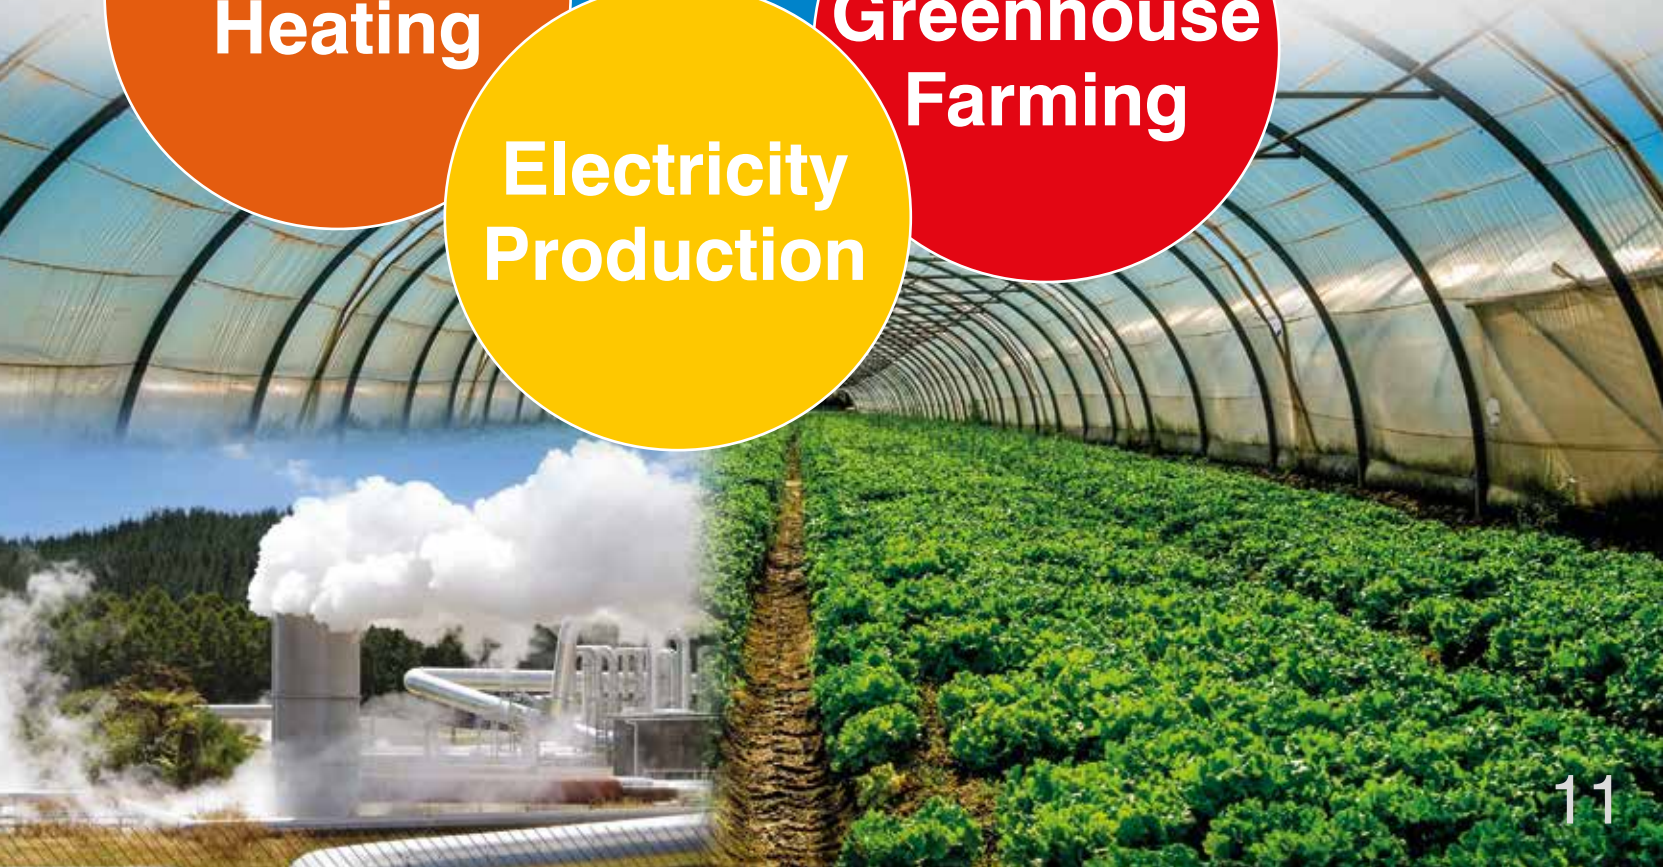 Heating
Greenhouse
Farming
Electricity
Production
11